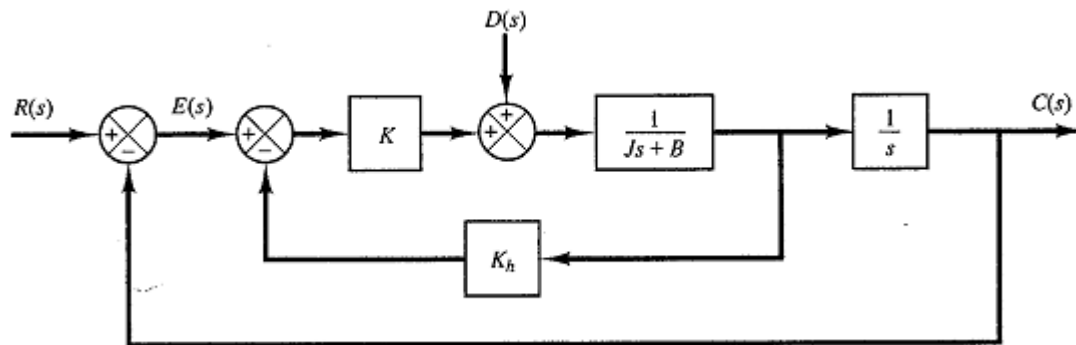 D(s)
R(s)
E(s)
C(s)
+
−
+
−
K
+
+
1
Js + B
1
s
K_h